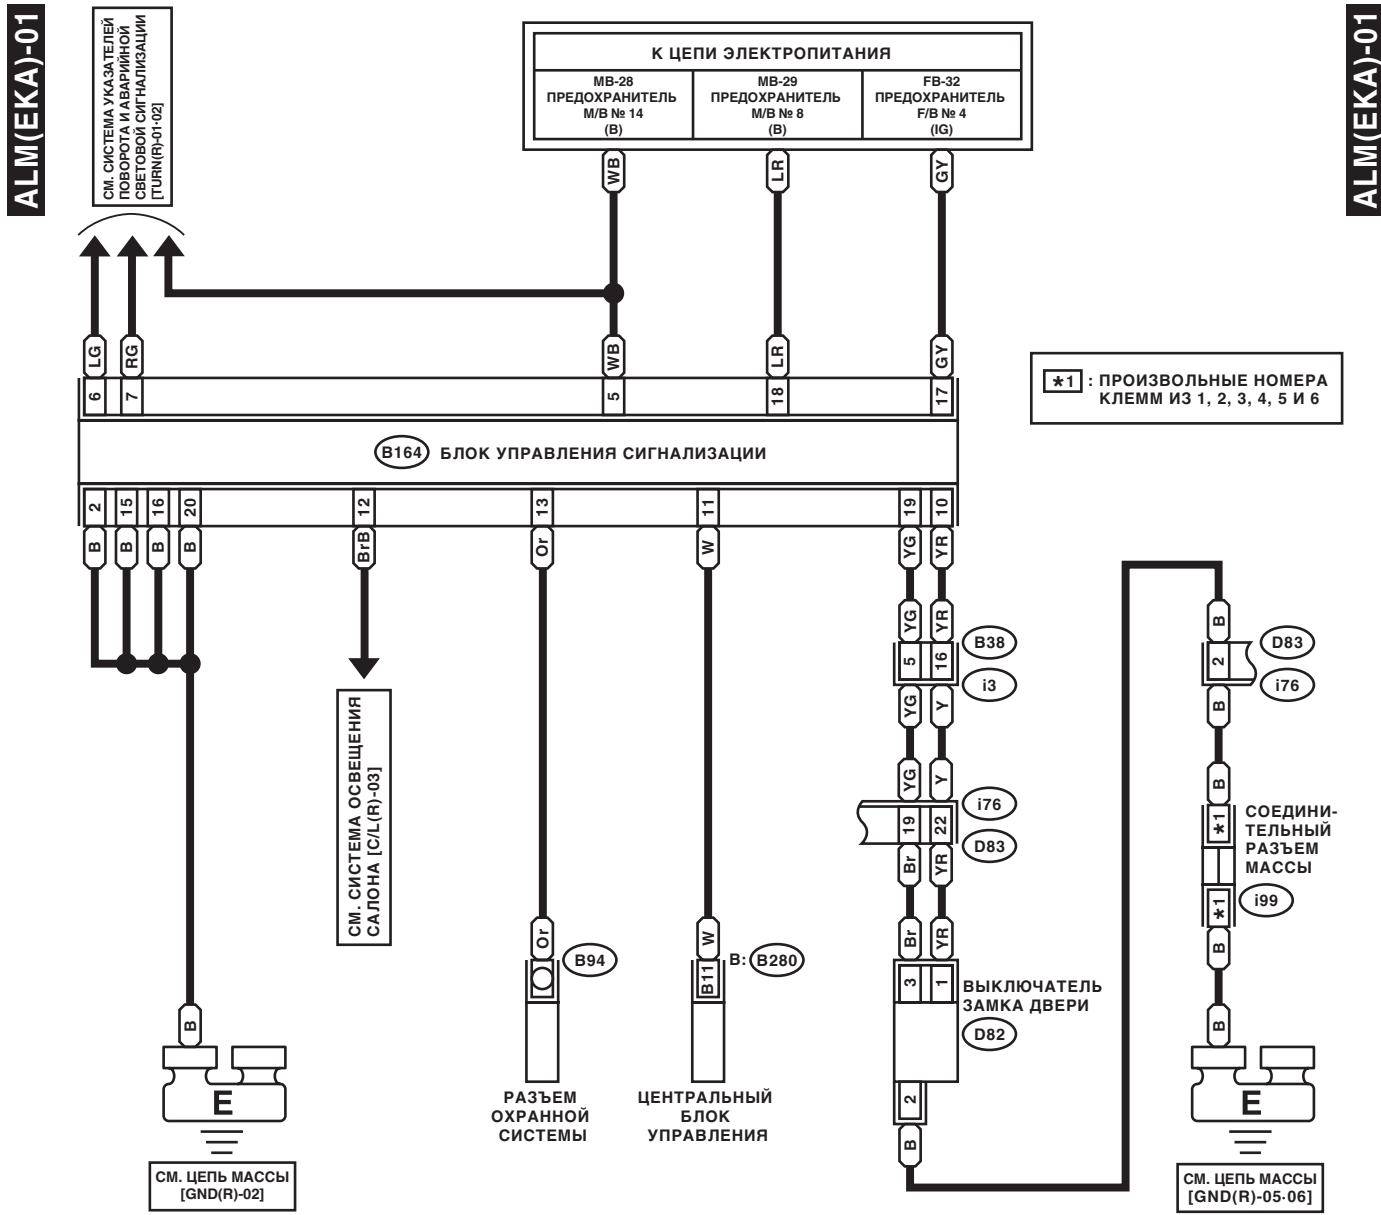 ALM(EKA)-01
ALM(EKA)-01
СМ. СИСТЕМА УКАЗАТЕЛЕЙ
ПОВОРОТА И АВАРИЙНОЙ
СВЕТОВОЙ СИГНАЛИЗАЦИИ
[TURN(R)-01·02]
К ЦЕПИ ЭЛЕКТРОПИТАНИЯ
MB-28
ПРЕДОХРАНИТЕЛЬ
M/B № 14
(B)
MB-29
ПРЕДОХРАНИТЕЛЬ
M/B № 8
(B)
FB-32
ПРЕДОХРАНИТЕЛЬ
F/B № 4
(IG)
WB
LR
GY
LG
RG
WB
LR
GY
6
7
5
18
17
*1 : ПРОИЗВОЛЬНЫЕ НОМЕРА
КЛЕММ ИЗ 1, 2, 3, 4, 5 И 6
B164 БЛОК УПРАВЛЕНИЯ СИГНАЛИЗАЦИИ
2
15
16
20
12
13
11
19
10
B
B
B
B
BrB
Or
W
YG
YR
YG
YR
B
5
16
B38
i3
2
D83
i76
YG
Y
B
СМ. СИСТЕМА ОСВЕЩЕНИЯ
САЛОНА [C/L(R)-03]
YG
Y
B
19
22
i76
D83
*1
СОЕДИНИ-
ТЕЛЬНЫЙ
РАЗЪЕМ
МАССЫ
Br
YR
*1
i99
Or
W
Br
YR
B
B94
B11
B: B280
3
1
ВЫКЛЮЧАТЕЛЬ
ЗАМКА ДВЕРИ
D82
B
B
E
E
РАЗЪЕМ
ОХРАННОЙ
СИСТЕМЫ
ЦЕНТРАЛЬНЫЙ
БЛОК
УПРАВЛЕНИЯ
2
B
СМ. ЦЕПЬ МАССЫ
[GND(R)-02]
СМ. ЦЕПЬ МАССЫ
[GND(R)-05·06]